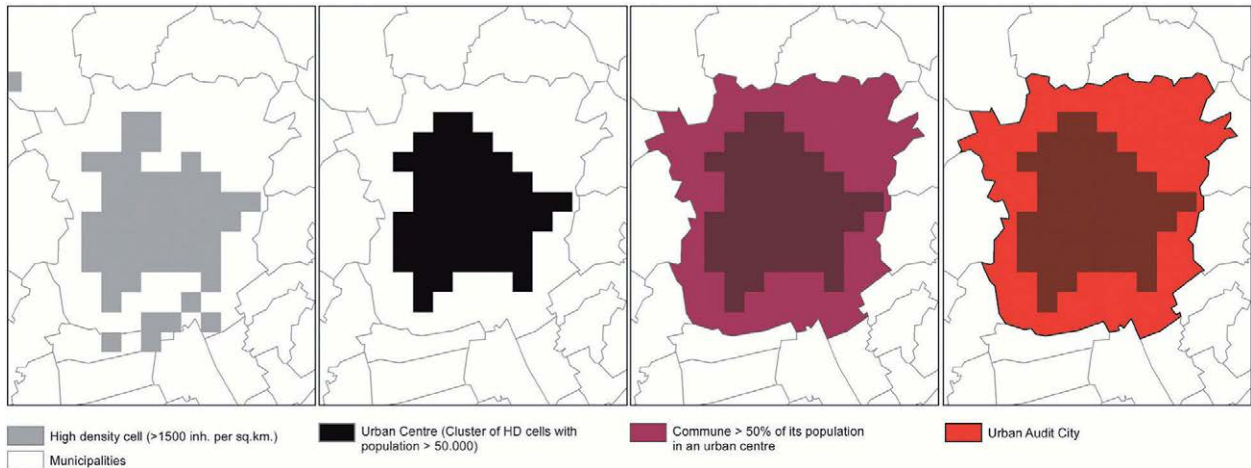 High density cell (>1500 inh. per sq.km.)
Municipalities
Urban Centre (Cluster of HD cells with
population > 50.000)
Commune > 50% of its population
in an urban centre
Urban Audit City